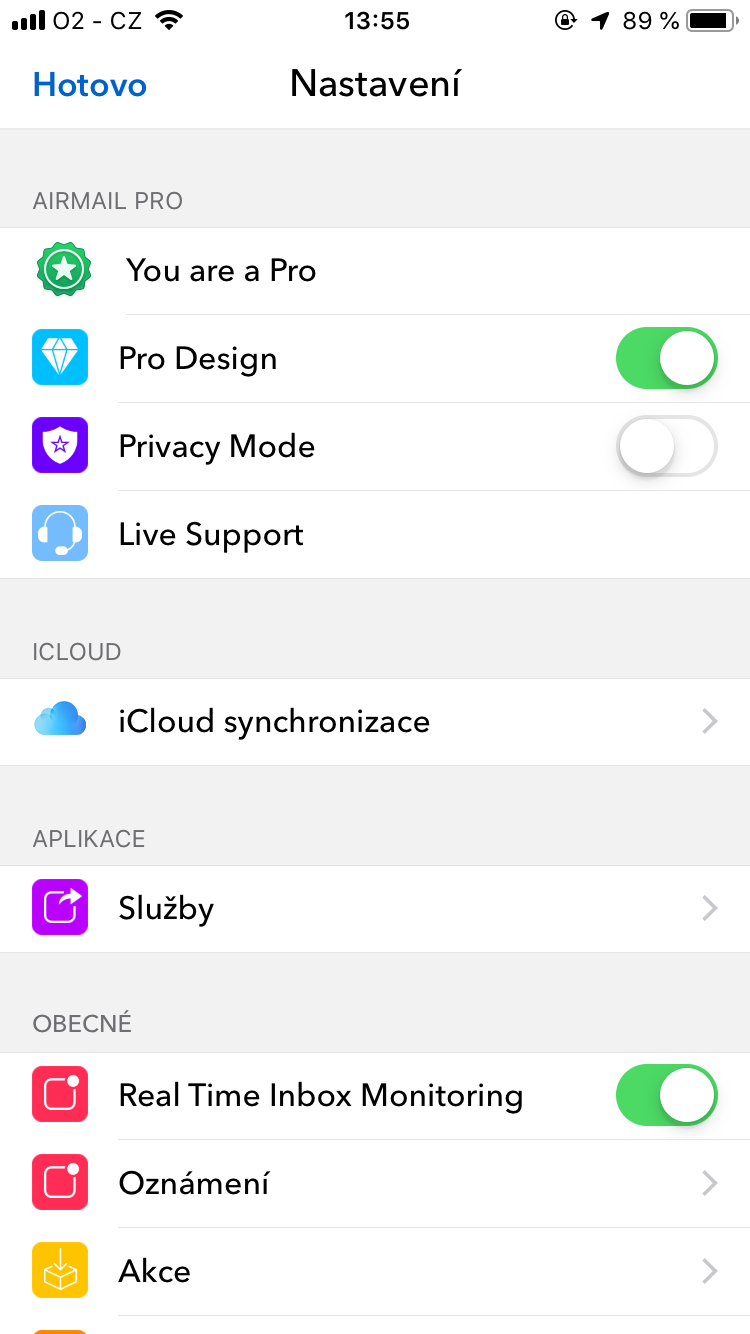 O2 - CZ 13:55 89 %
Hotovo Nastavení
AIRMAIL PRO
You are a Pro
Pro Design
Privacy Mode
Live Support
ICLOUD
iCloud synchronizace
APLIKACE
Služby
OBECNÉ
Real Time Inbox Monitoring
Oznámení
Akce